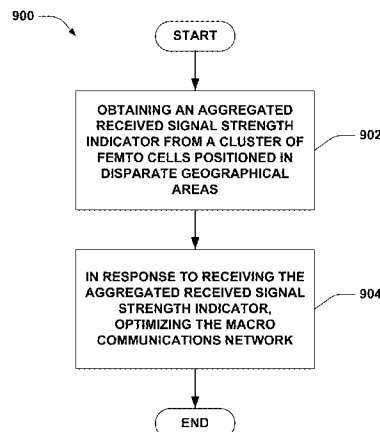 900
START
OBTAINING AN AGGREGATED
RECEIVED SIGNAL STRENGTH
INDICATOR FROM A CLUSTER OF
FEMTO CELLS POSITIONED IN
DISPARATE GEOGRAPHICAL
AREAS
902
IN RESPONSE TO RECEIVING THE
AGGREGATED RECEIVED SIGNAL
STRENGTH INDICATOR,
OPTIMIZING THE MACRO
COMMUNICATIONS NETWORK
904
END